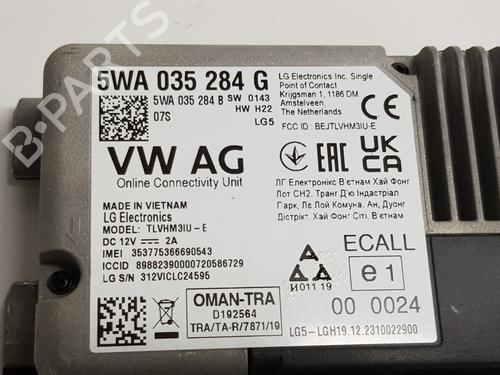 5WA 035 284 G
5WA 035 284 B SW 0143
HW H22
07S LG5
VW AG
Online Connectivity Unit
MADE IN VIETNAM
LG Electronics
MODEL: TLVHM3IU-E
DC 12V 2A
IMEI 353775366690543
ICCID 89882390000720586729
LG S/N 312VICLC24595
OMAN-TRA
D192564
TRA/TA-R/7871/19
LG Electronics Inc. Single
Point of Contact
Krijgsman 1, 1186 DM
Amstelveen,
The Netherlands
CE
FCC ID : BEJTLVHM3IU-E
EAC
UK
CA
ЛГ Електронікс В'єтнам Хай Фонг
Лот CH2, Транг Д'ю Індастріал
Парк, Ле Лой Комуна, Ан, Дуонг
Дістрікт, Хай Фонг Сіті, В'єтнам
И011 19
ECALL
e 1
00 0024
LG5-LGH19.12.2310022900
B-Parts